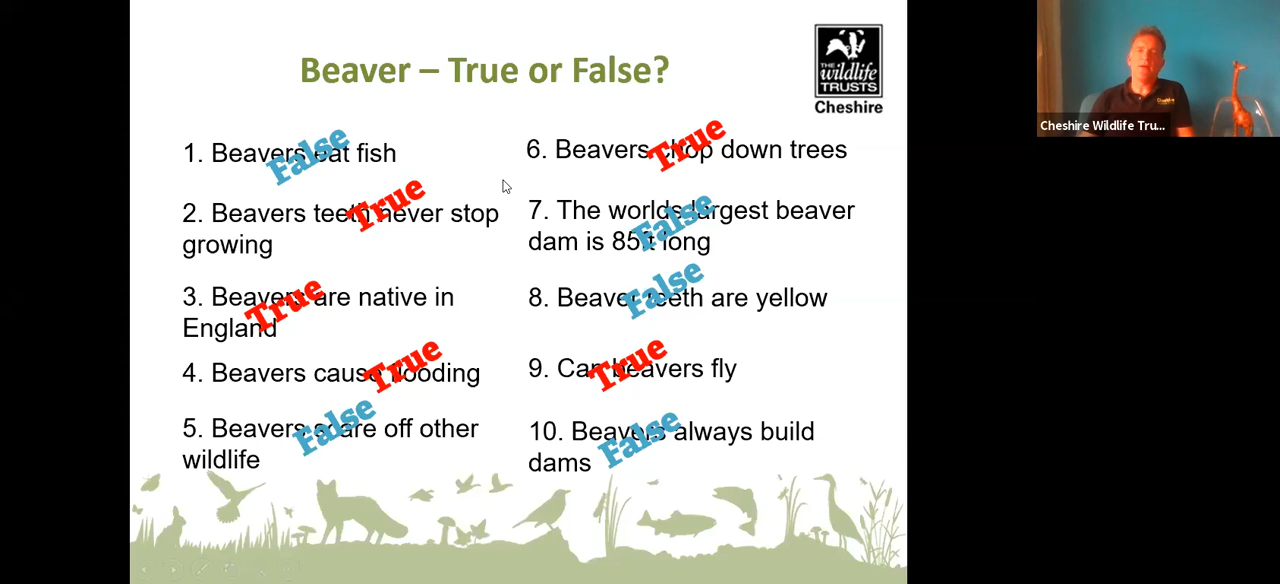 Beaver – True or False?
THE
wildlife
TRUSTS
Cheshire
1. Beavers eat fish
False
2. Beavers teeth never stop
growing
True
3. Beavers are native in
England
True
4. Beavers cause flooding
True
5. Beavers scare off other
wildlife
False
6. Beavers chop down trees
True
7. The worlds largest beaver
dam is 85ft long
False
8. Beaver teeth are yellow
False
9. Can beavers fly
True
10. Beavers always build
dams
False
Cheshire Wildlife Tru...